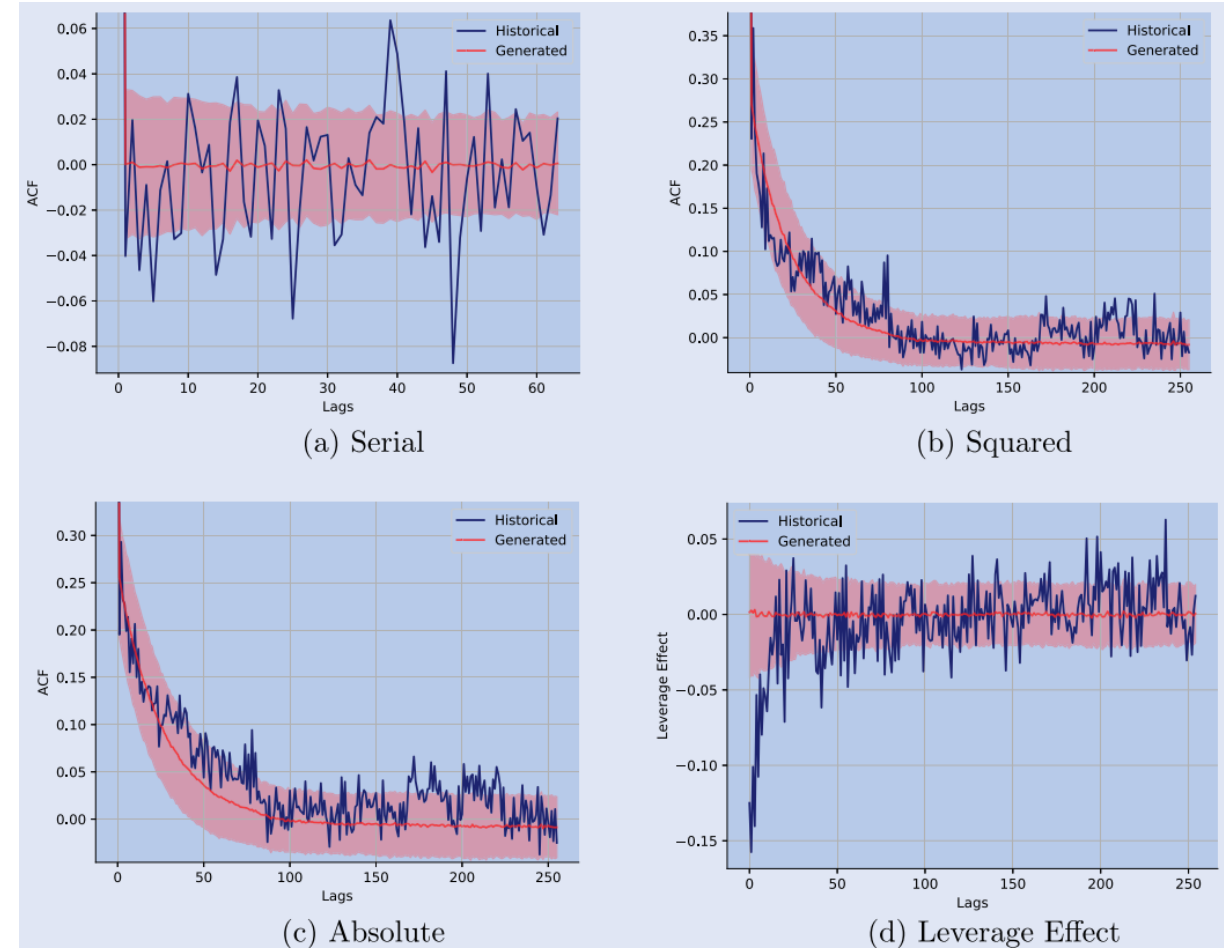 0.06
0.04
0.02
0.00
−0.02
−0.04
−0.06
−0.08
ACF
0 10 20 30 40 50 60
Lags
Historical
Generated
(a) Serial
0.35
0.30
0.25
0.20
0.15
0.10
0.05
0.00
ACF
0 50 100 150 200 250
Lags
Historical
Generated
(b) Squared
0.30
0.25
0.20
0.15
0.10
0.05
0.00
ACF
0 50 100 150 200 250
Lags
Historical
Generated
(c) Absolute
0.05
0.00
−0.05
−0.10
−0.15
Leverage Effect
0 50 100 150 200 250
Lags
Historical
Generated
(d) Leverage Effect